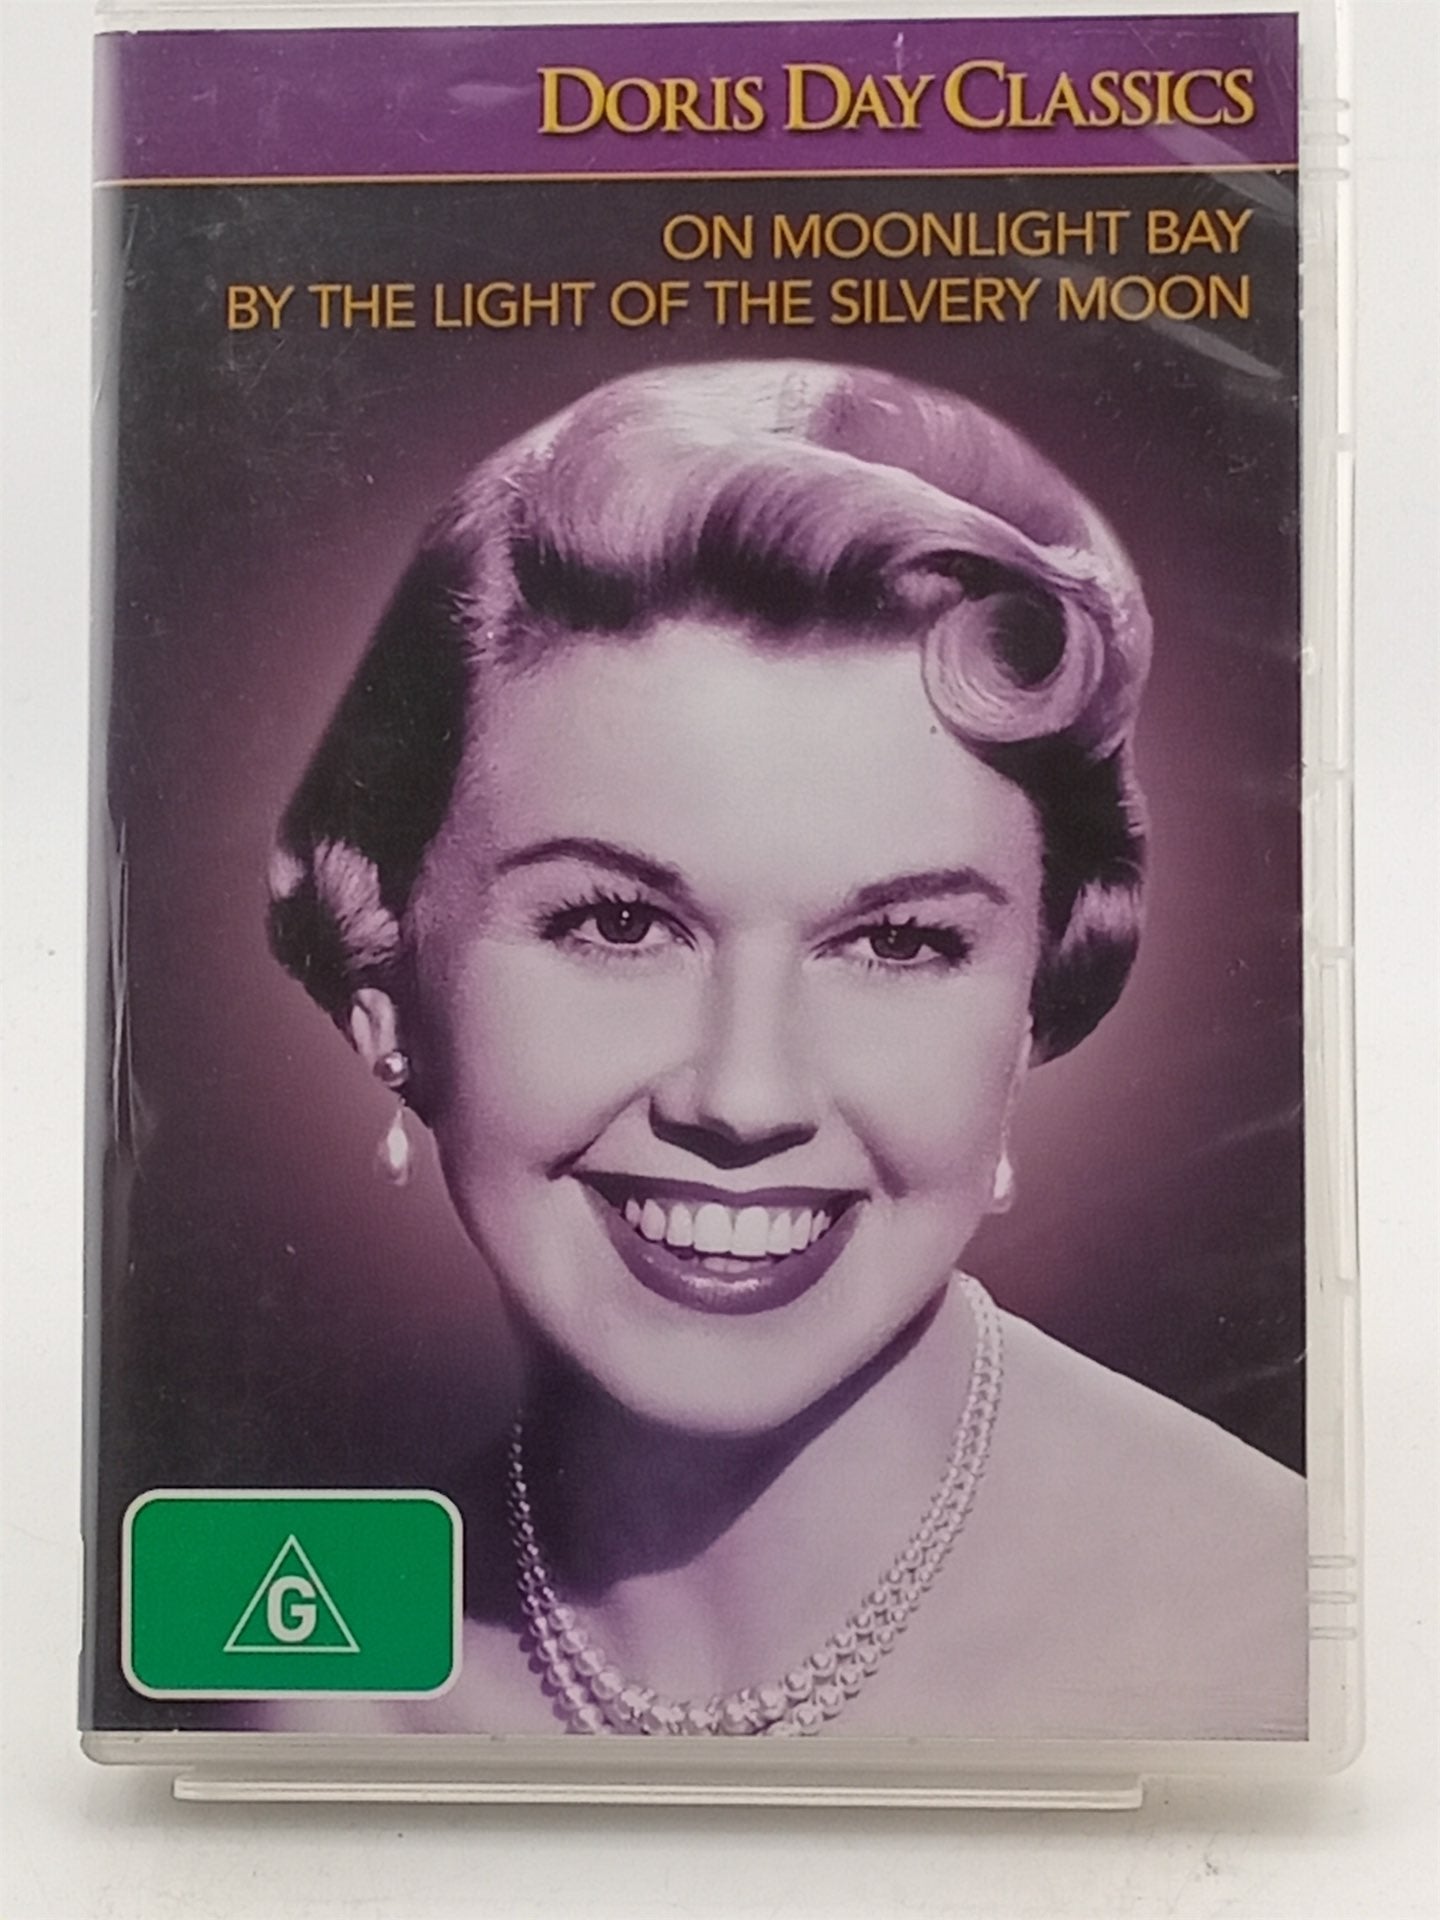 DORIS DAY CLASSICS
ON MOONLIGHT BAY
BY THE LIGHT OF THE SILVERY MOON
G